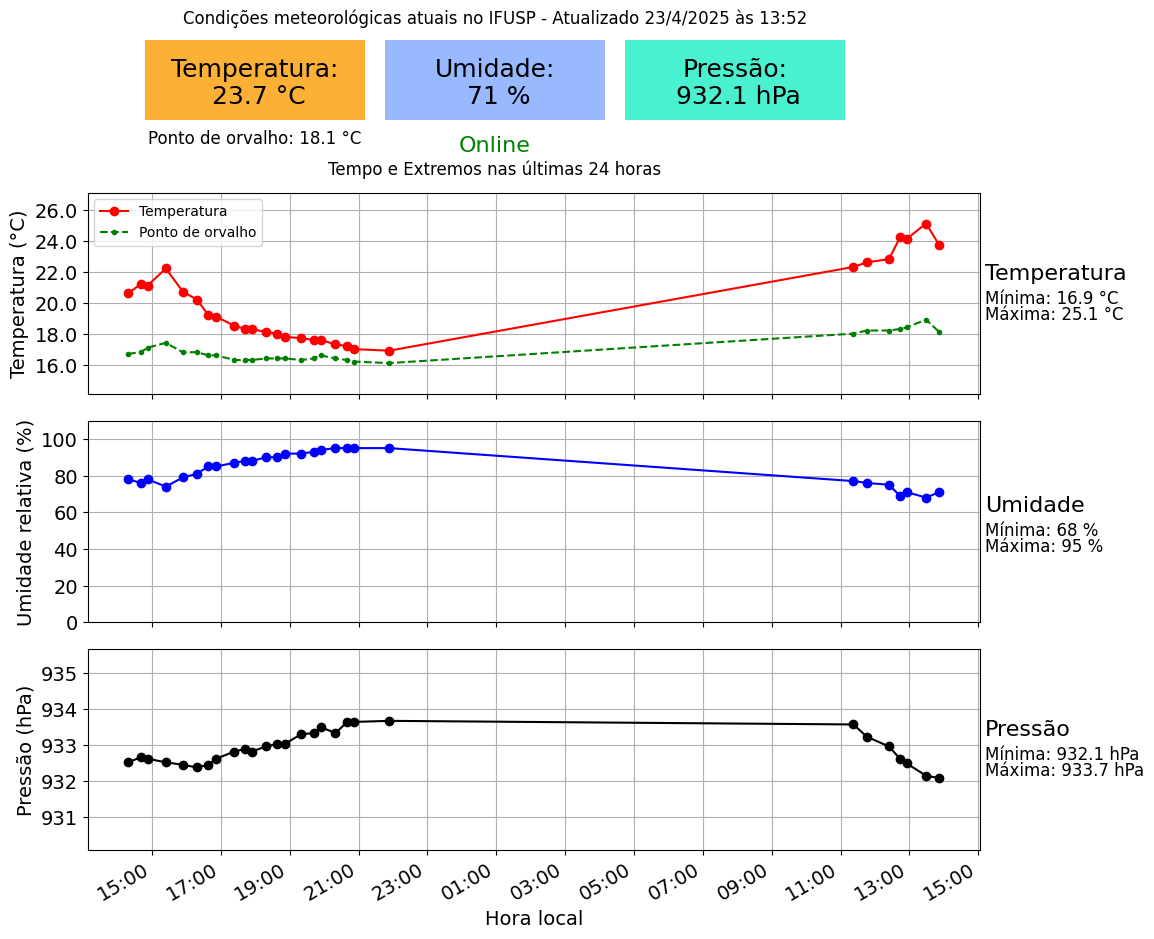 Condições meteorológicas atuais no IFUSP - Atualizado 23/4/2025 às 13:52
Temperatura:
23.7 °C
Umidade:
71 %
Pressão:
932.1 hPa
Ponto de orvalho: 18.1 °C
Online
Tempo e Extremos nas últimas 24 horas
Temperatura (°C)
26.0
24.0
22.0
20.0
18.0
16.0
Temperatura
Ponto de orvalho
Temperatura
Mínima: 16.9 °C
Máxima: 25.1 °C
Umidade relativa (%)
100
80
60
40
20
0
Umidade
Mínima: 68 %
Máxima: 95 %
Pressão (hPa)
935
934
933
932
931
Pressão
Mínima: 932.1 hPa
Máxima: 933.7 hPa
15:00 17:00 19:00 21:00 23:00 01:00 03:00 05:00 07:00 09:00 11:00 13:00 15:00
Hora local